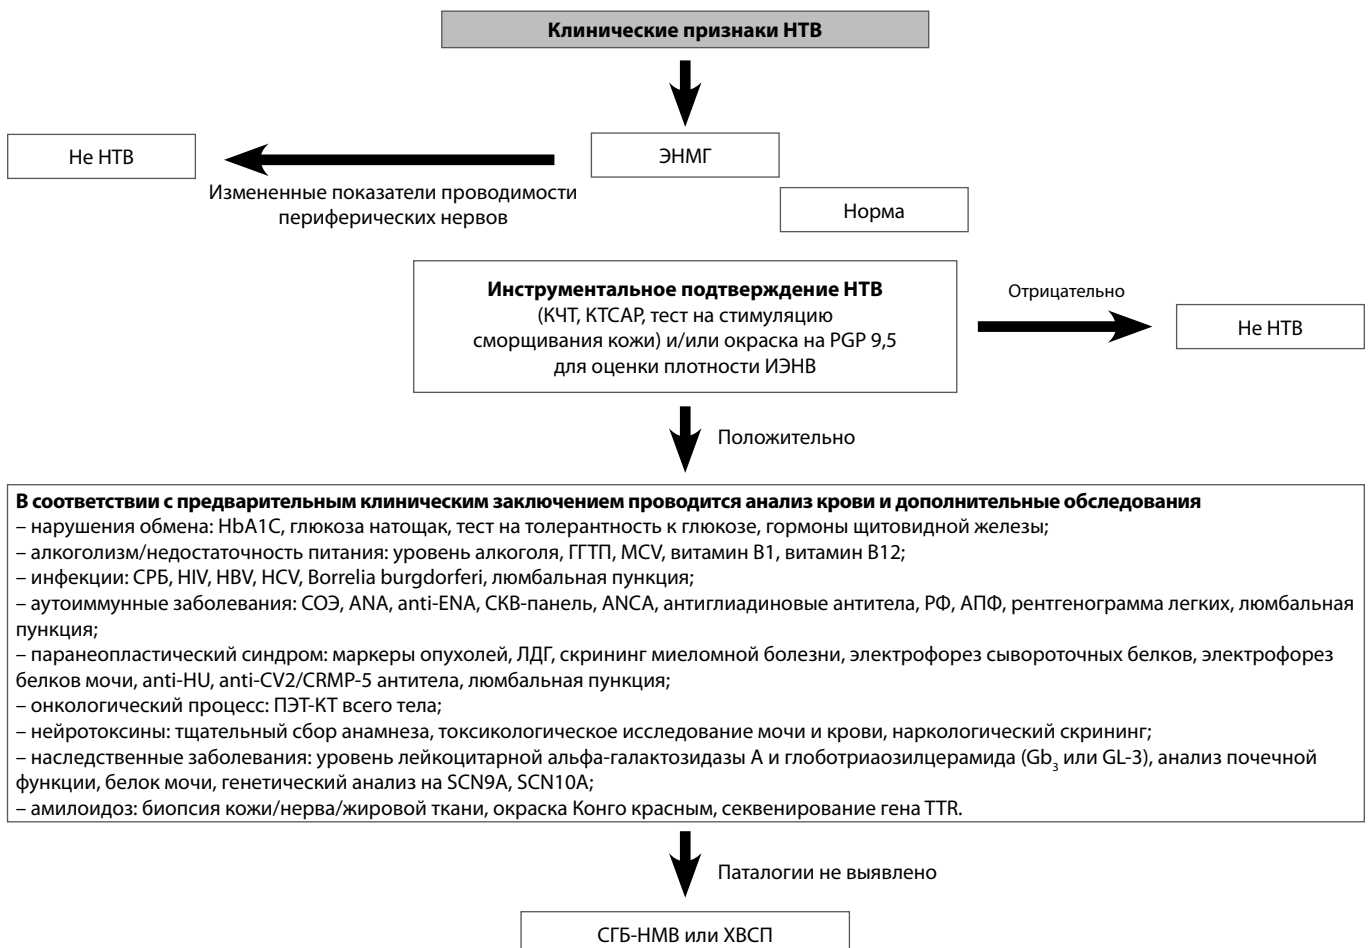 Клинические признаки НТВ
Не НТВ
ЭНМГ
Измененные показатели проводимости
периферических нервов
Норма
Инструментальное подтверждение НТВ
(КЧТ, КТСАР, тест на стимуляцию
сморщивания кожи) и/или окраска на PGP 9,5
для оценки плотности ИЭНВ
Отрицательно
Не НТВ
Положительно
В соответствии с предварительным клиническим заключением проводится анализ крови и дополнительные обследования
– нарушения обмена: HbA1C, глюкоза натощак, тест на толерантность к глюкозе, гормоны щитовидной железы;
– алкоголизм/недостаточность питания: уровень алкоголя, ГГТП, MCV, витамин В1, витамин В12;
– инфекции: СРБ, HIV, HBV, HCV, Borrelia burgdorferi, люмбальная пункция;
– аутоиммунные заболевания: СОЭ, ANA, anti-ENA, СКВ-панель, ANCA, антиглиадиновые антитела, РФ, АПФ, рентгенограмма легких, люмбальная
пункция;
– паранеопластический синдром: маркеры опухолей, ЛДГ, скрининг миеломной болезни, электрофорез сывороточных белков, электрофорез
белков мочи, anti-HU, anti-CV2/CRMP-5 антитела, люмбальная пункция;
– онкологический процесс: ПЭТ-КТ всего тела;
– нейротоксины: тщательный сбор анамнеза, токсикологическое исследование мочи и крови, наркологический скрининг;
– наследственные заболевания: уровень лейкоцитарной альфа-галактозидазы А и глоботриаозилцерамида (Gb₃ или GL-3), анализ почечной
функции, белок мочи, генетический анализ на SCN9A, SCN10A;
– амилоидоз: биопсия кожи/нерва/жировой ткани, окраска Конго красным, секвенирование гена TTR.
Паталогии не выявлено
СГБ-НМВ или ХВСП